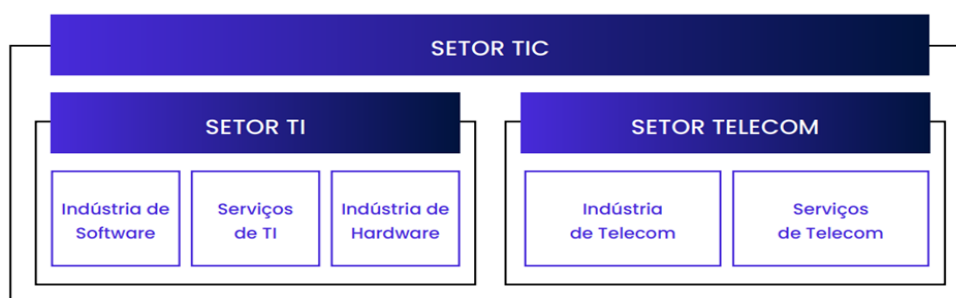 SETOR TIC
SETOR TI
Indústria de
Software
Serviços
de TI
Indústria de
Hardware
SETOR TELECOM
Indústria
de Telecom
Serviços
de Telecom